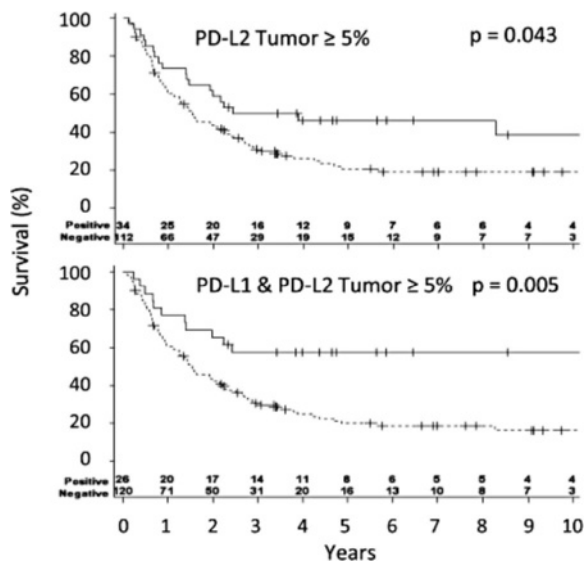 100
PD-L2 Tumor ≥ 5% p = 0.043
80
60
40
20
0
Positive 34 25 20 16 12 9 7 6 6 4 4
Negative 112 66 47 29 19 15 12 9 7 7 3
Survival (%)
100
PD-L1 & PD-L2 Tumor ≥ 5% p = 0.005
80
60
40
20
0
Positive 26 20 17 14 11 8 6 5 5 4 4
Negative 120 71 50 31 20 16 13 10 8 7 3
0 1 2 3 4 5 6 7 8 9 10
Years